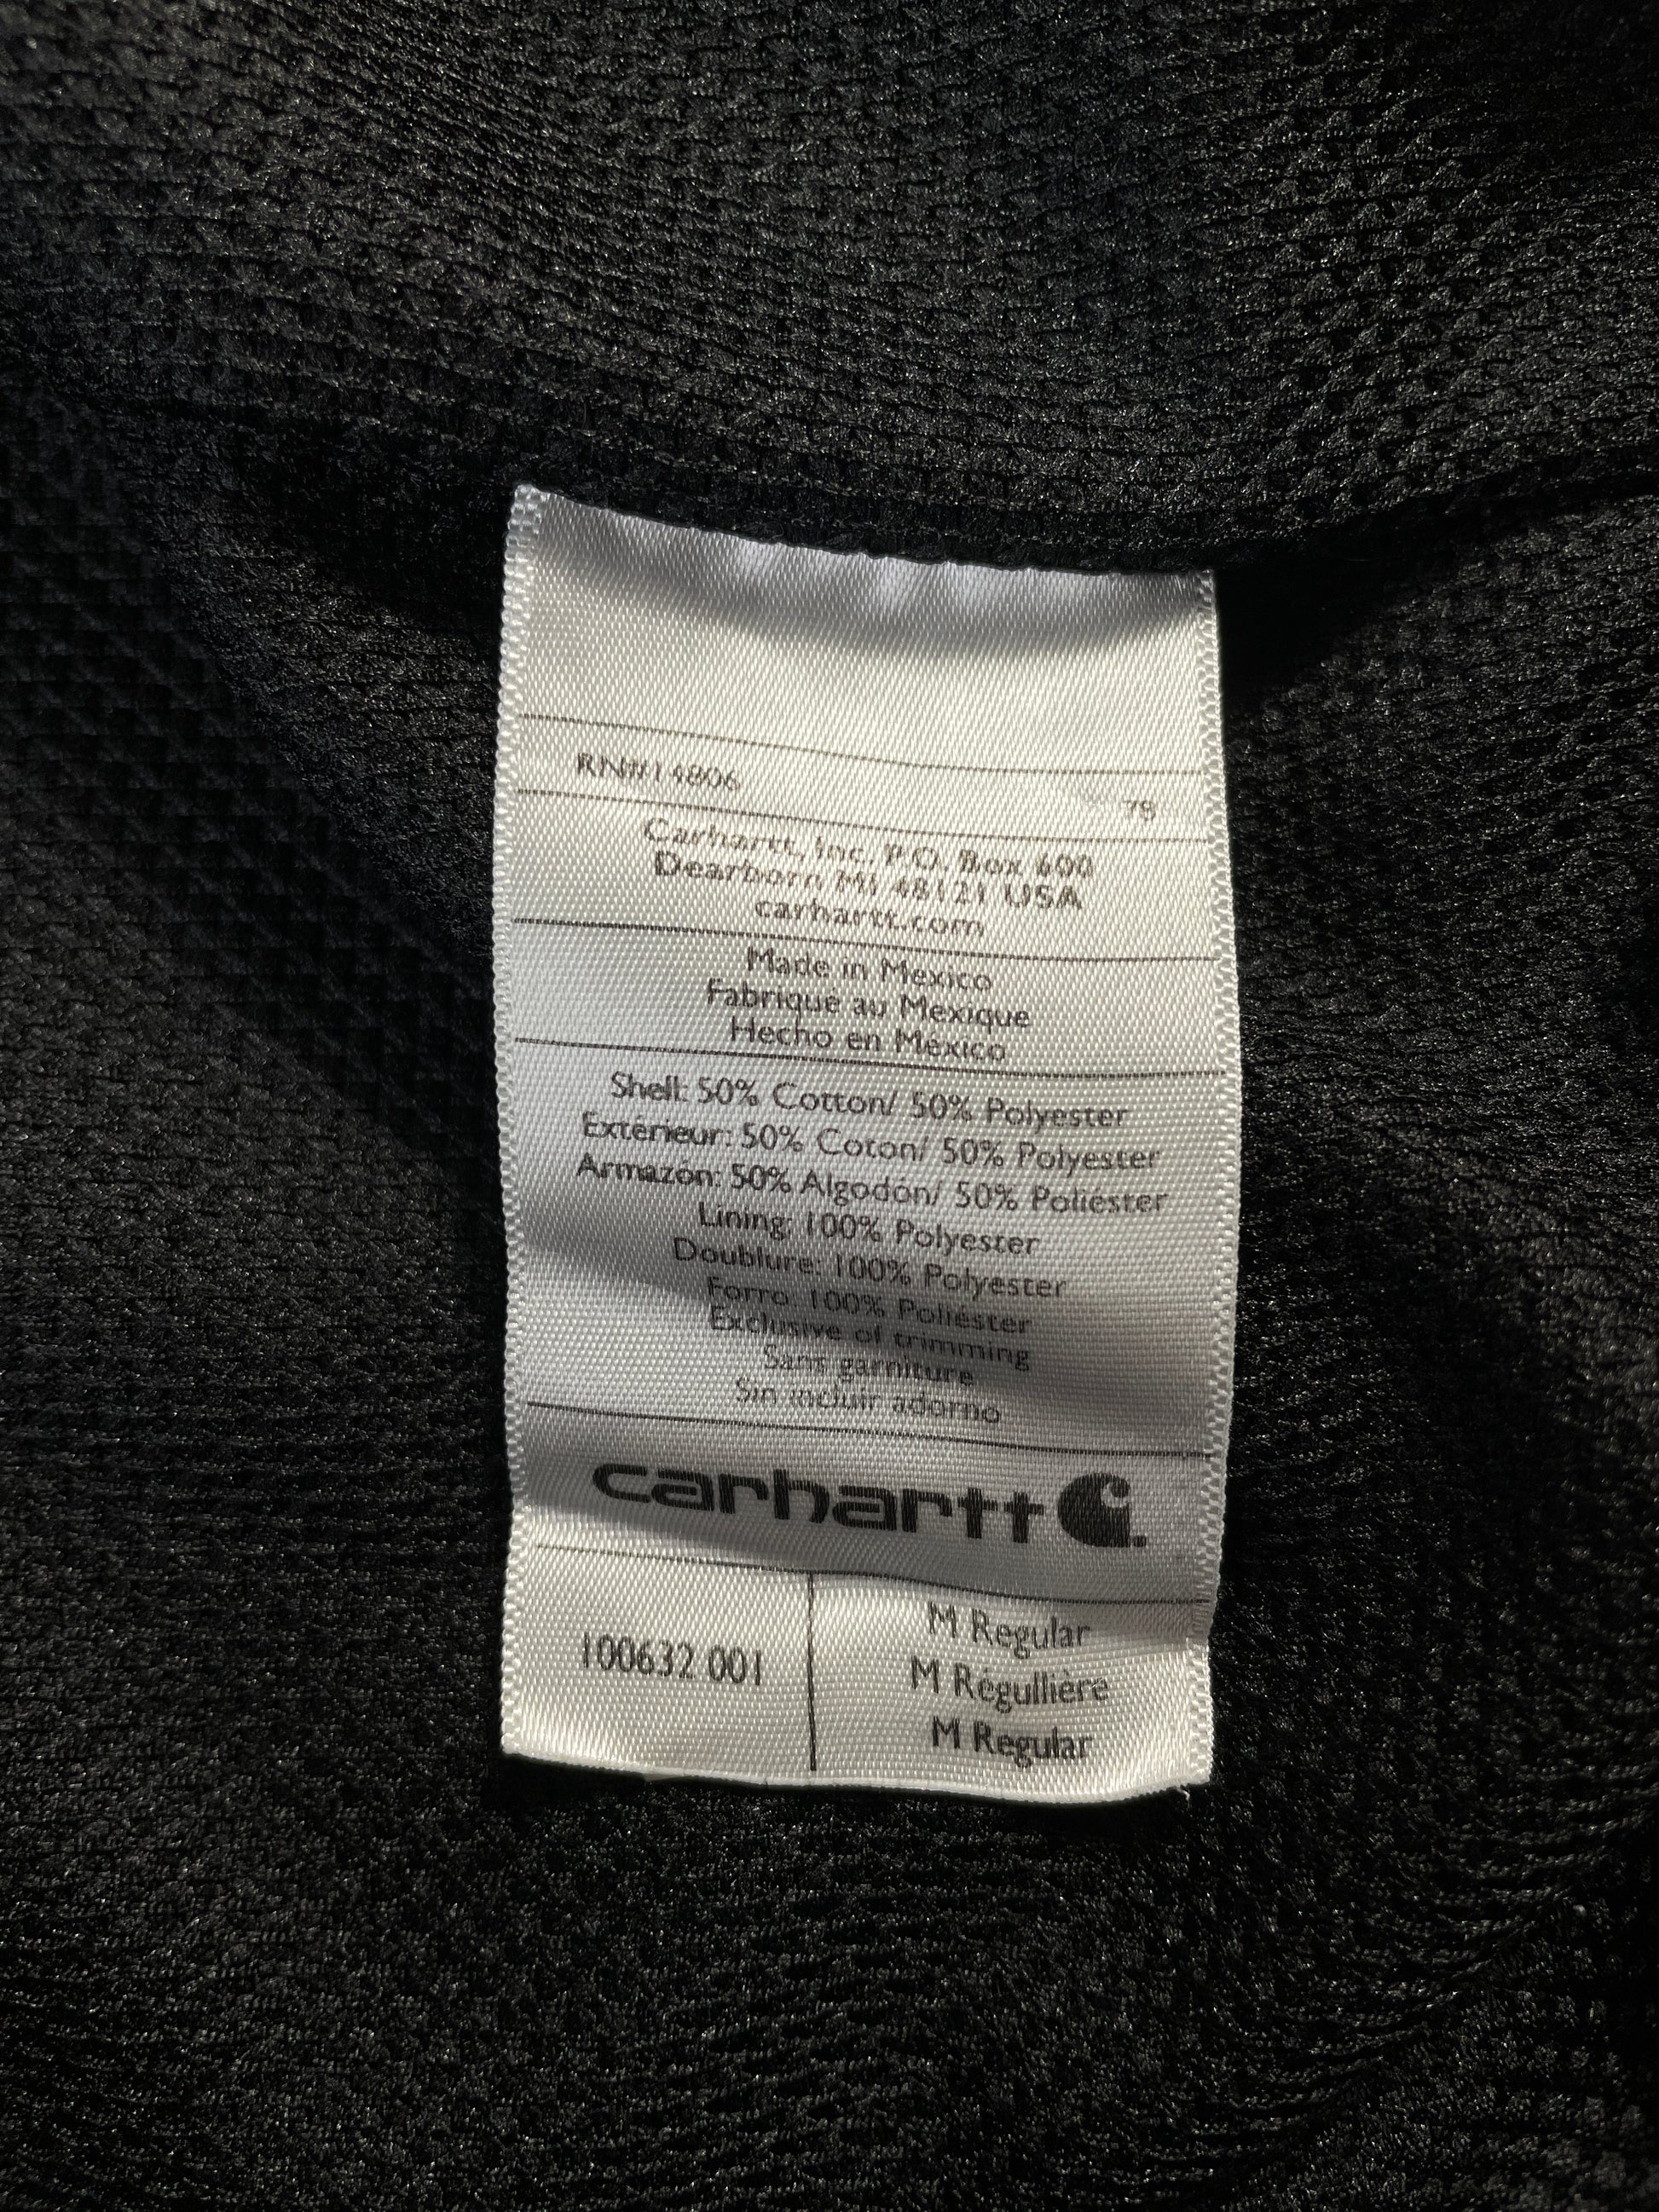 RN#14806
78
Carhartt, Inc. P.O. Box 600
Dearborn MI 48121 USA
carhartt.com
Made in Mexico
Fabriqué au Mexique
Hecho en México
Shell: 50% Cotton/ 50% Polyester
Extérieur: 50% Coton/ 50% Polyester
Armazón: 50% Algodón/ 50% Poliéster
Lining: 100% Polyester
Doublure: 100% Polyester
Forro: 100% Poliéster
Exclusive of trimming
Sans garniture
Sin incluir adorno
carhartt
100632 001
M Regular
M Régullière
M Regular